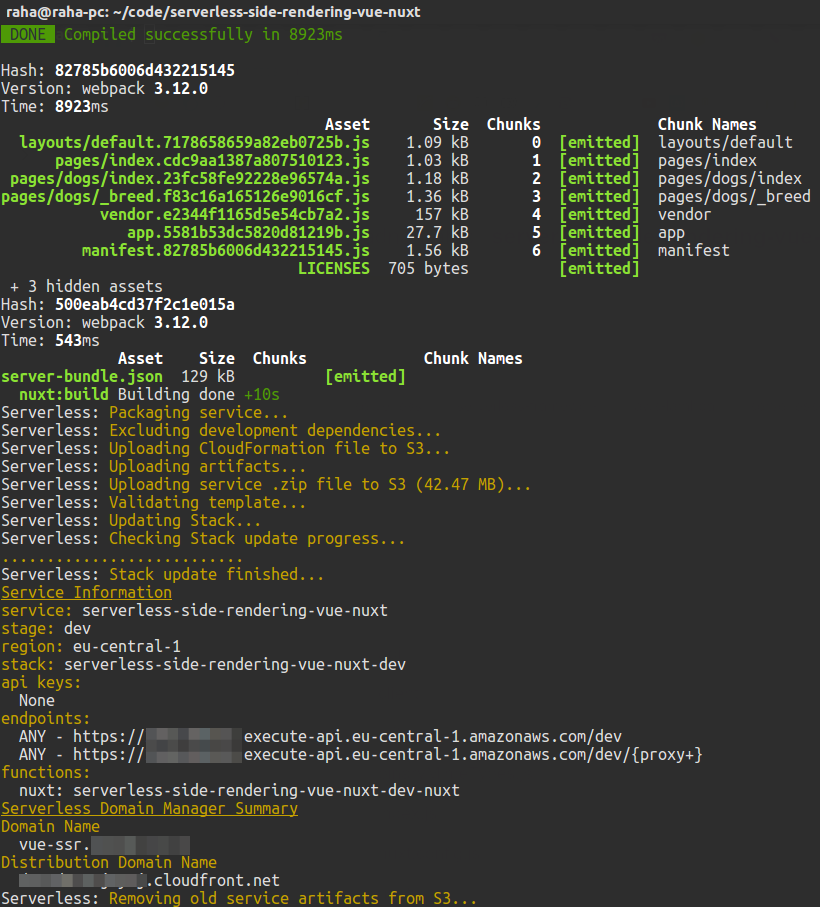 raha@raha-pc: ~/code/serverless-side-rendering-vue-nuxt
DONE Compiled successfully in 8923ms
Hash: 82785b6006d432215145
Version: webpack 3.12.0
Time: 8923ms
Asset Size Chunks Chunk Names
layouts/default.7178658659a82eb0725b.js 1.09 kB 0 [emitted] layouts/default
pages/index.cdc9aa1387a807510123.js 1.03 kB 1 [emitted] pages/index
pages/dogs/index.23fc58fe92228e96574a.js 1.18 kB 2 [emitted] pages/dogs/index
pages/dogs/_breed.f83c16a165126e9016cf.js 1.36 kB 3 [emitted] pages/dogs/_breed
vendor.e2344f1165d5e54cb7a2.js 157 kB 4 [emitted] vendor
app.5581b53dc5820d81219b.js 27.7 kB 5 [emitted] app
manifest.82785b6006d432215145.js 1.56 kB 6 [emitted] manifest
LICENSES 705 bytes [emitted]
+ 3 hidden assets
Hash: 500eab4cd37f2c1e015a
Version: webpack 3.12.0
Time: 543ms
Asset Size Chunks Chunk Names
server-bundle.json 129 kB [emitted]
nuxt:build Building done +10s
Serverless: Packaging service...
Serverless: Excluding development dependencies...
Serverless: Uploading CloudFormation file to S3...
Serverless: Uploading artifacts...
Serverless: Uploading service .zip file to S3 (42.47 MB)...
Serverless: Validating template...
Serverless: Updating Stack...
Serverless: Checking Stack update progress...
...........................
Serverless: Stack update finished...
Service Information
service: serverless-side-rendering-vue-nuxt
stage: dev
region: eu-central-1
stack: serverless-side-rendering-vue-nuxt-dev
api keys:
None
endpoints:
ANY - https:// execute-api.eu-central-1.amazonaws.com/dev
ANY - https:// execute-api.eu-central-1.amazonaws.com/dev/{proxy+}
functions:
nuxt: serverless-side-rendering-vue-nuxt-dev-nuxt
Serverless Domain Manager Summary
Domain Name
vue-ssr.
Distribution Domain Name
.cloudfront.net
Serverless: Removing old service artifacts from S3...